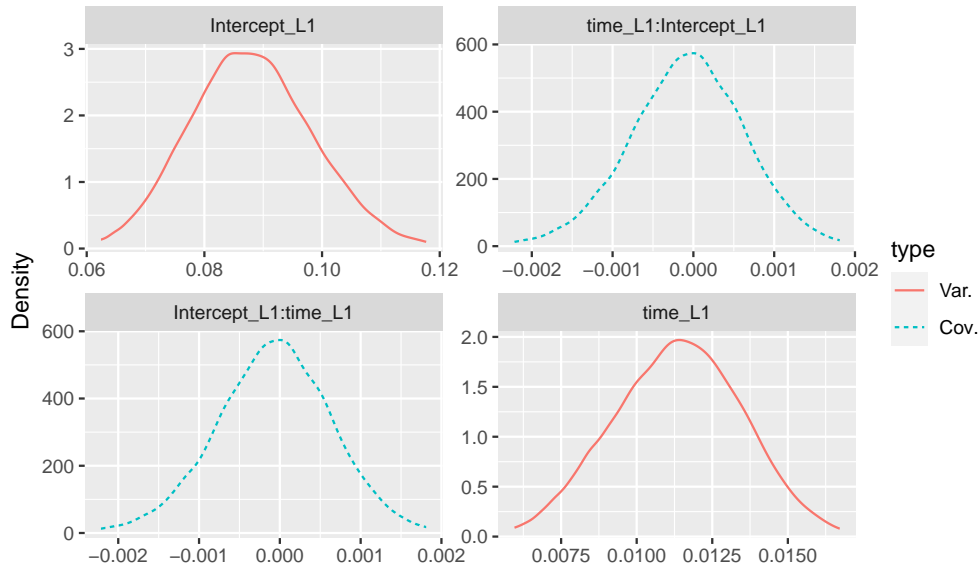 Intercept_L1
time_L1:Intercept_L1
3
2
1
0
0.06 0.08 0.10 0.12
600
400
200
0
−0.002 −0.001 0.000 0.001 0.002
Density
Intercept_L1:time_L1
time_L1
600
400
200
0
−0.002 −0.001 0.000 0.001 0.002
2.0
1.5
1.0
0.5
0.0
0.0075 0.0100 0.0125 0.0150
type
Var.
Cov.